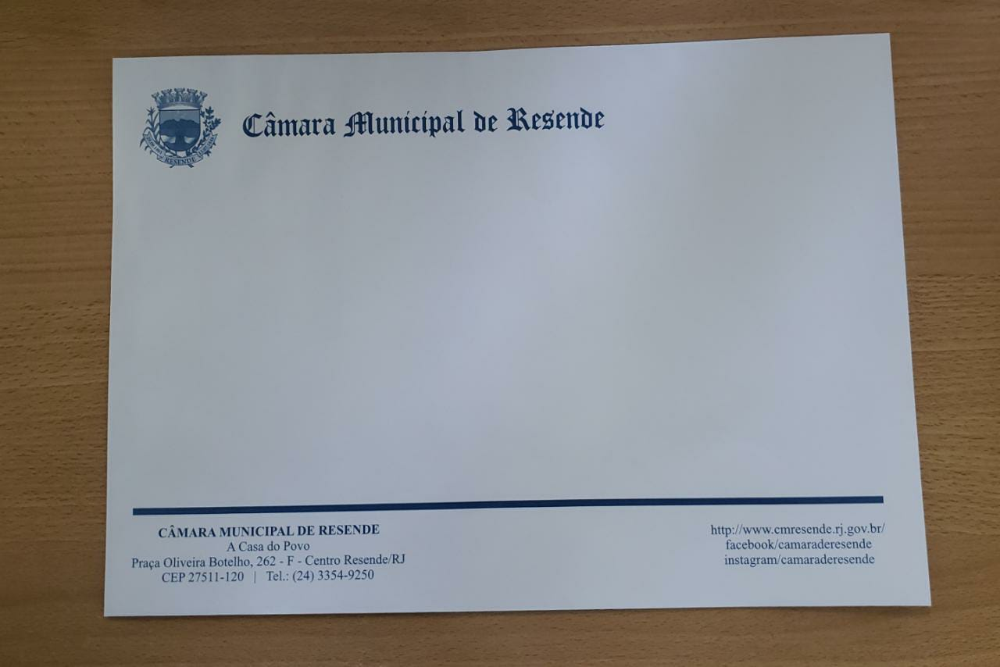 Câmara Municipal de Resende
RESENDE
CÂMARA MUNICIPAL DE RESENDE
A Casa do Povo
Praça Oliveira Botelho, 262 - F - Centro Resende/RJ
CEP 27511-120 | Tel.: (24) 3354-9250
http://www.cmresende.rj.gov.br/
facebook/camaraderesende
instagram/camaraderesende